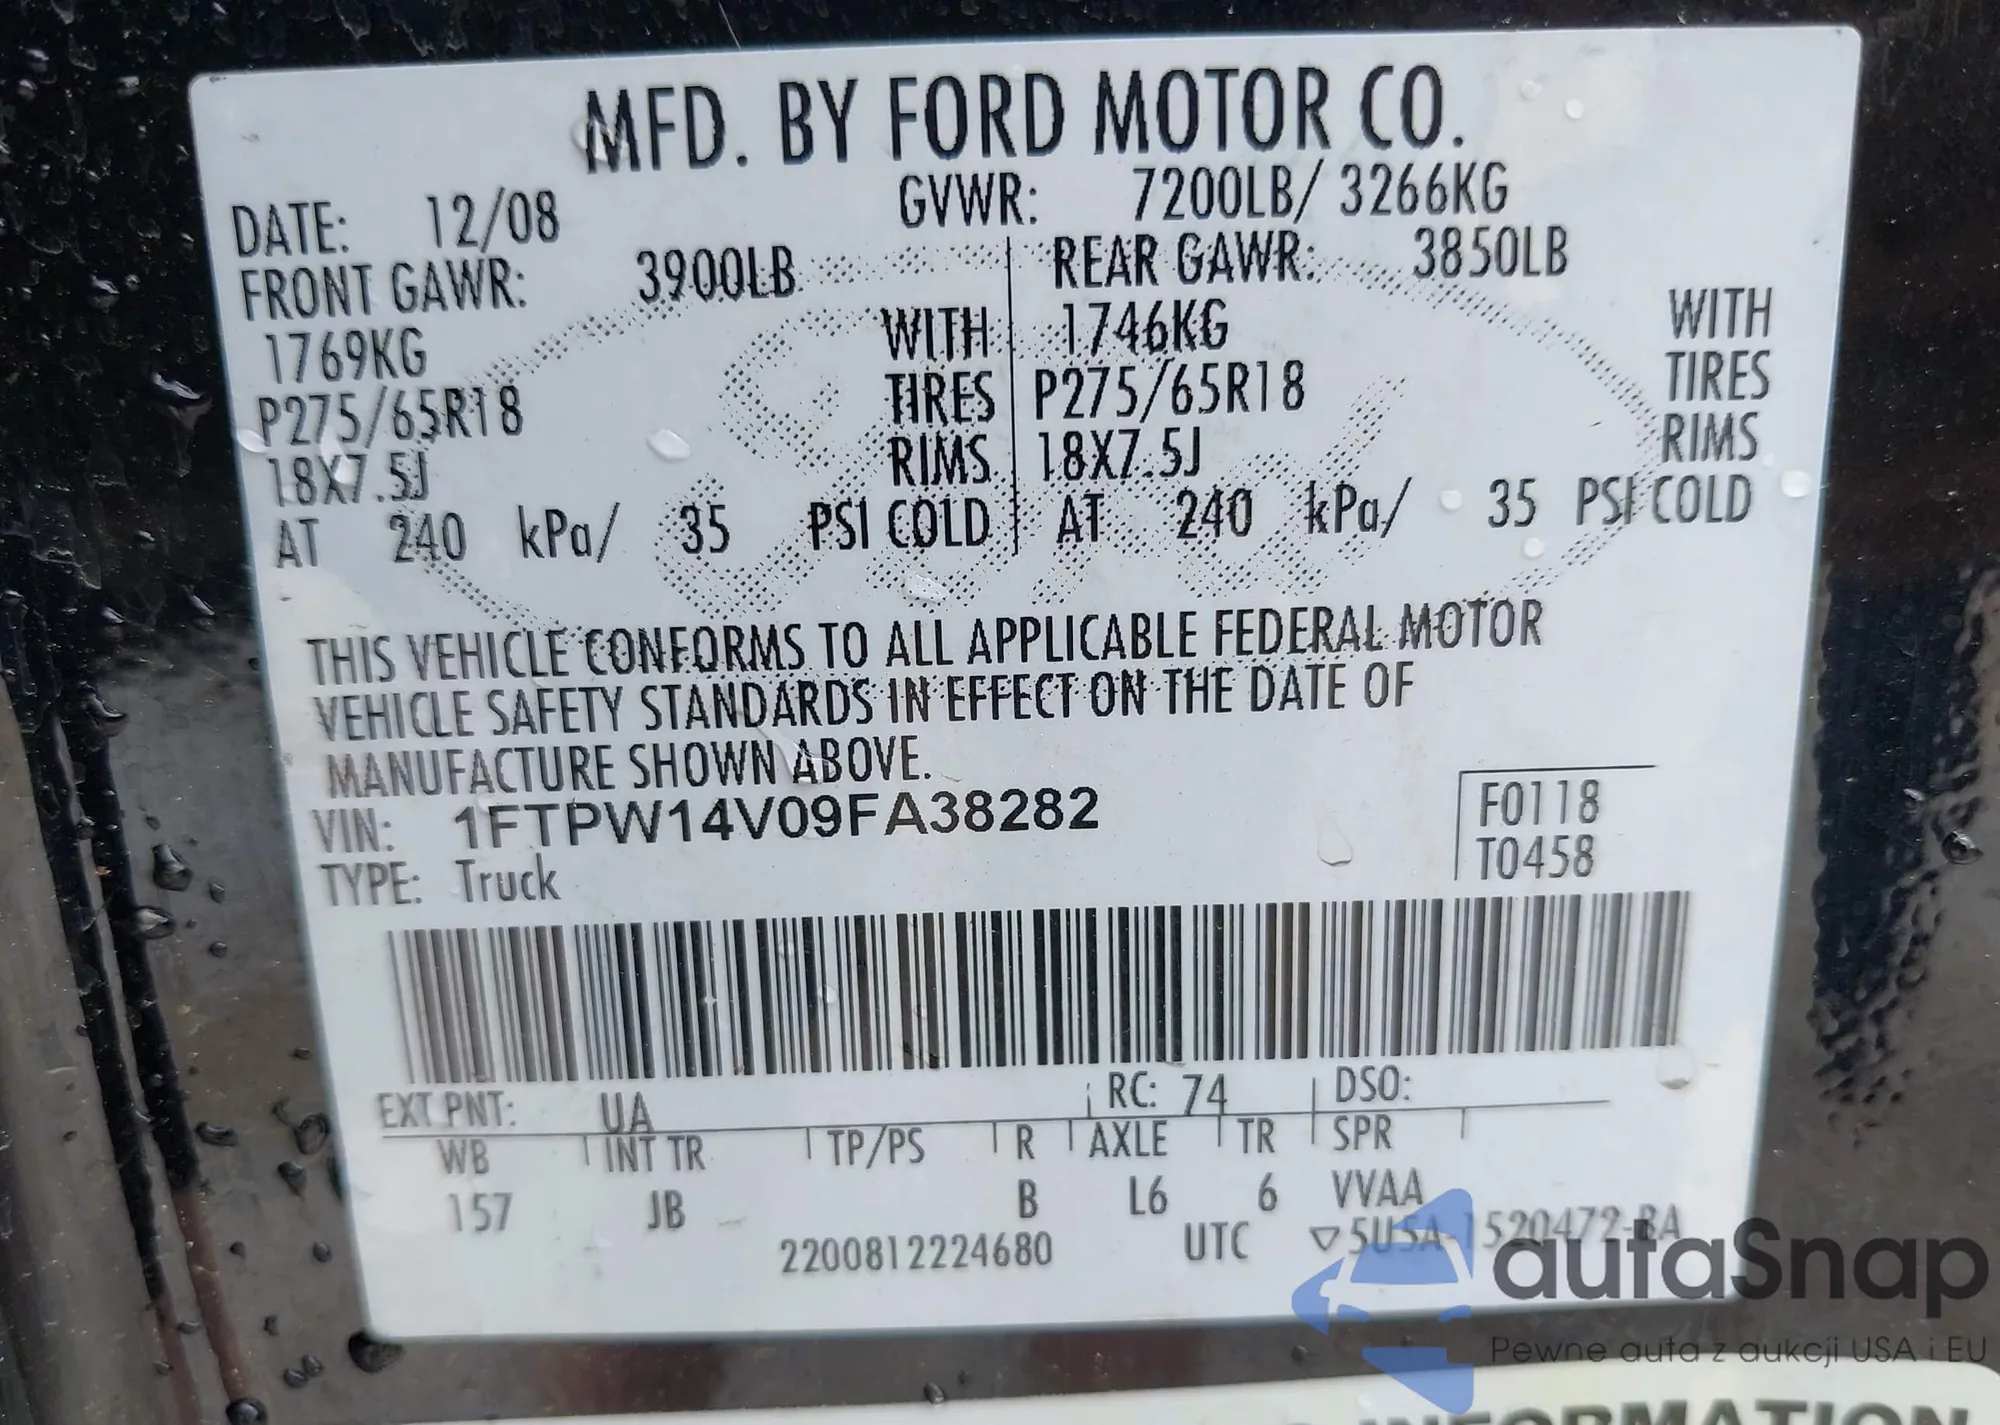 MFD. BY FORD MOTOR CO.
DATE: 12/08 GVWR: 7200LB/ 3266KG
FRONT GAWR: 3900LB REAR GAWR: 3850LB
1769KG WITH 1746KG WITH
P275/65R18 TIRES P275/65R18 TIRES
18X7.5J RIMS 18X7.5J RIMS
AT 240 kPa/ 35 PSI COLD AT 240 kPa/ 35 PSI COLD
THIS VEHICLE CONFORMS TO ALL APPLICABLE FEDERAL MOTOR
VEHICLE SAFETY STANDARDS IN EFFECT ON THE DATE OF
MANUFACTURE SHOWN ABOVE.
VIN: 1FTPW14V09FA38282 F0118
TYPE: Truck T0458
EXT PNT: UA RC: 74 DSO:
WB INT TR TP/PS R AXLE TR SPR
157 JB B L6 6 VVAA
2200812224680 UTC ▽5U5A-1520472-BA
autaSnap
Pewne auta z aukcji USA i EU
INFORMATION